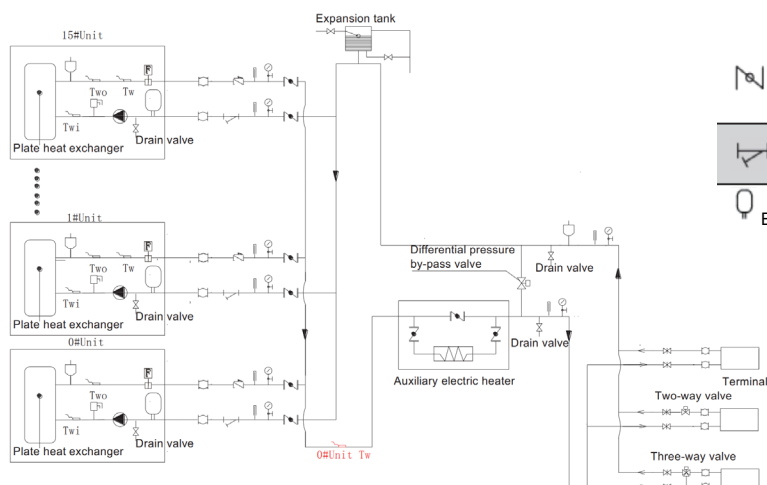 Expansion tank
15#Unit
Two
Tw
F
Twi
Drain valve
Plate heat exchanger
E
1#Unit
Two
Tw
F
Twi
Drain valve
Plate heat exchanger
Differential pressure
by-pass valve
Drain valve
0#Unit
Drain valve
F
Two
Auxiliary electric heater
Terminal
Two-way valve
Twi
Drain valve
Plate heat exchanger
0#Unit Tw
Three-way valve